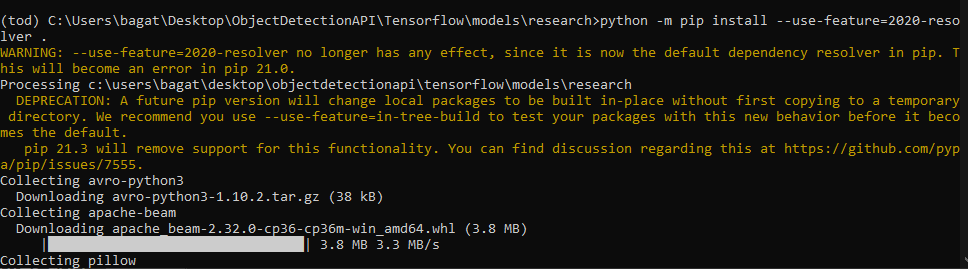 (tod) C:\Users\bagat\Desktop\ObjectDetectionAPI\Tensorflow\models\research>python -m pip install --use-feature=2020-reso
lver .
WARNING: --use-feature=2020-resolver no longer has any effect, since it is now the default dependency resolver in pip. T
his will become an error in pip 21.0.
Processing c:\users\bagat\desktop\objectdetectionapi\tensorflow\models\research
  DEPRECATION: A future pip version will change local packages to be built in-place without first copying to a temporary
 directory. We recommend you use --use-feature=in-tree-build to test your packages with this new behavior before it beco
mes the default.
   pip 21.3 will remove support for this functionality. You can find discussion regarding this at https://github.com/pyp
a/pip/issues/7555.
Collecting avro-python3
  Downloading avro-python3-1.10.2.tar.gz (38 kB)
Collecting apache-beam
  Downloading apache_beam-2.32.0-cp36-cp36m-win_amd64.whl (3.8 MB)
     |████████████████████████████████| 3.8 MB 3.3 MB/s
Collecting pillow